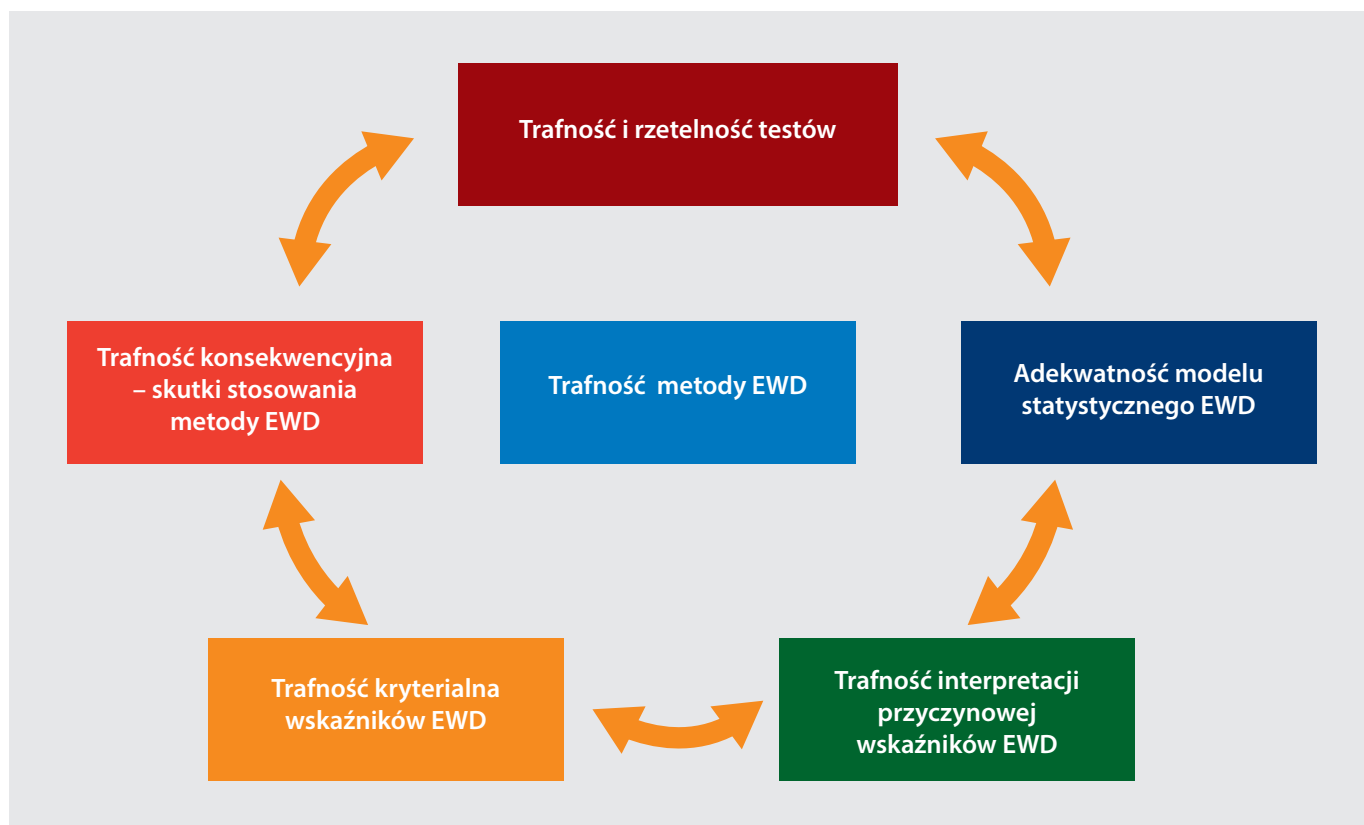 Trafność i rzetelność testów
Trafność konsekwencyjna
– skutki stosowania
metody EWD
Trafność metody EWD
Adekwatność modelu
statystycznego EWD
Trafność kryterialna
wskaźników EWD
Trafność interpretacji
przyczynowej
wskaźników EWD